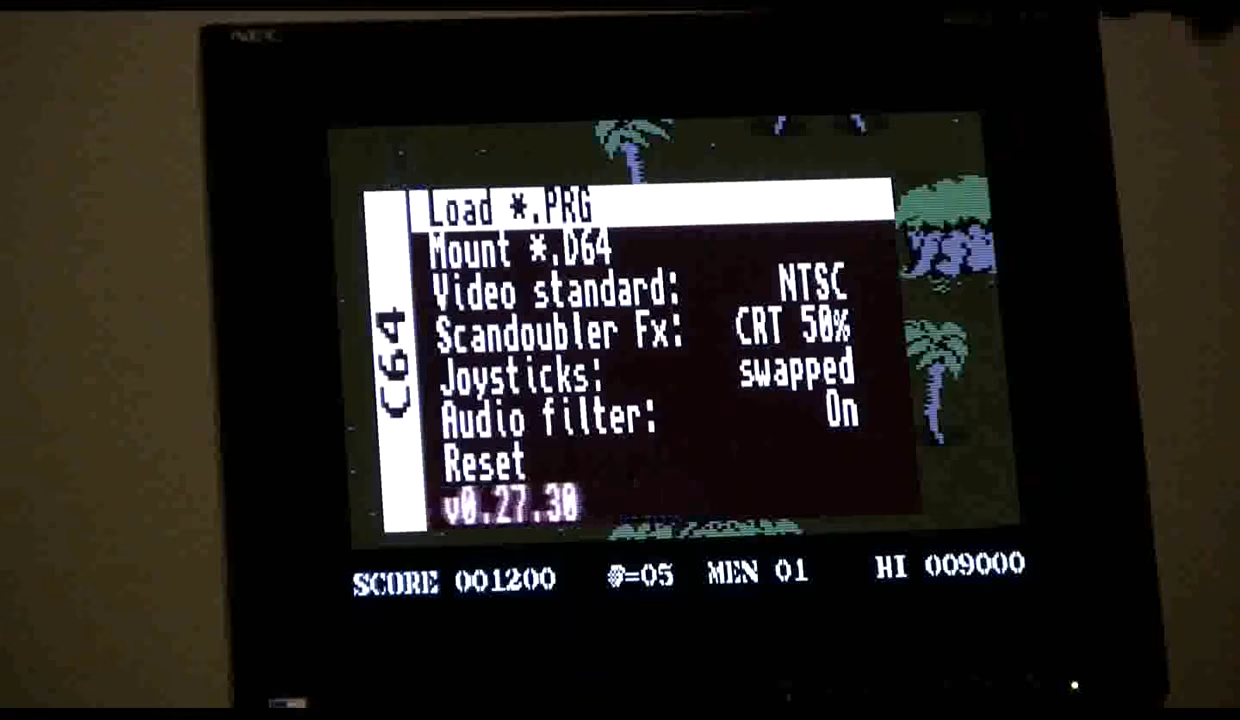 NEC
Load *.PRG
Mount *.D64
Video standard: NTSC
Scandoubler Fx: CRT 50%
Joysticks: swapped
Audio filter: On
Reset
v0.27.30
C64
SCORE 001200 =05 MEN 01 HI 009000